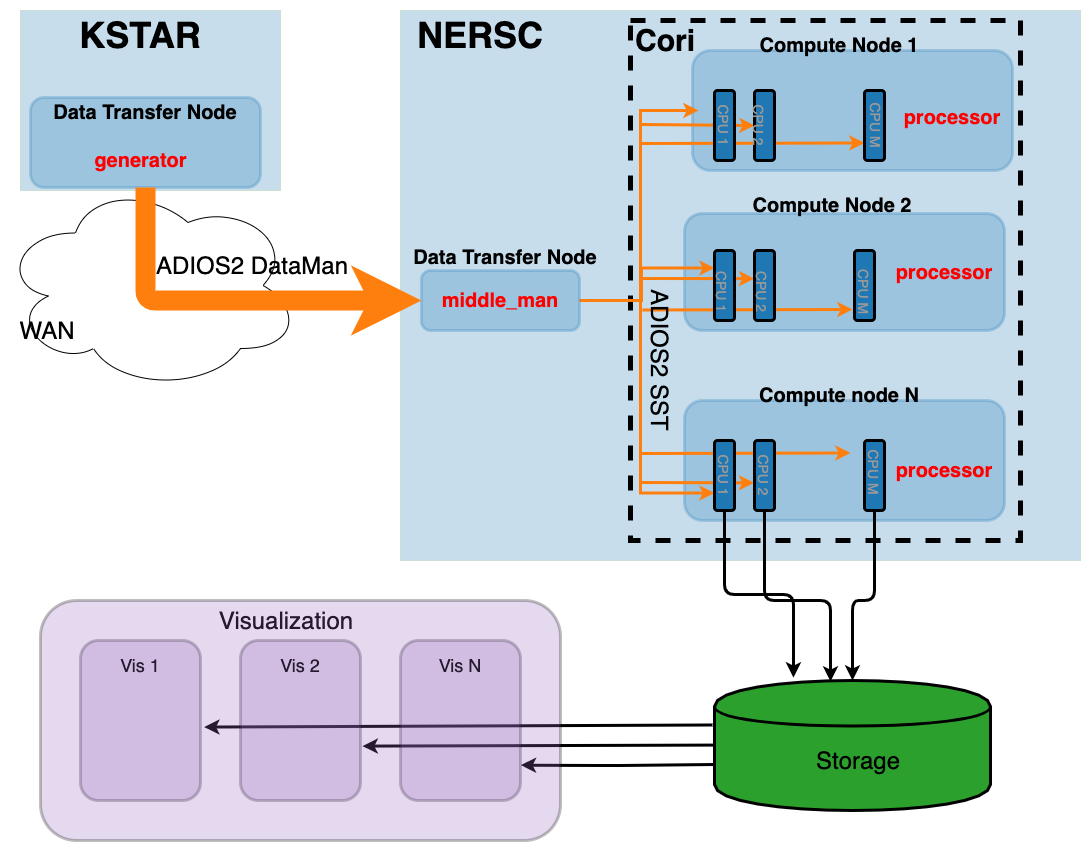 KSTAR
Data Transfer Node
generator
ADIOS2 DataMan
WAN
NERSC
Data Transfer Node
middle_man
Cori
ADIOS2 SST
Compute Node 1
CPU 1
CPU 2
CPU M
processor
Compute Node 2
CPU 1
CPU 2
CPU M
processor
Compute node N
CPU 1
CPU 2
CPU M
processor
Visualization
Vis 1
Vis 2
Vis N
Storage